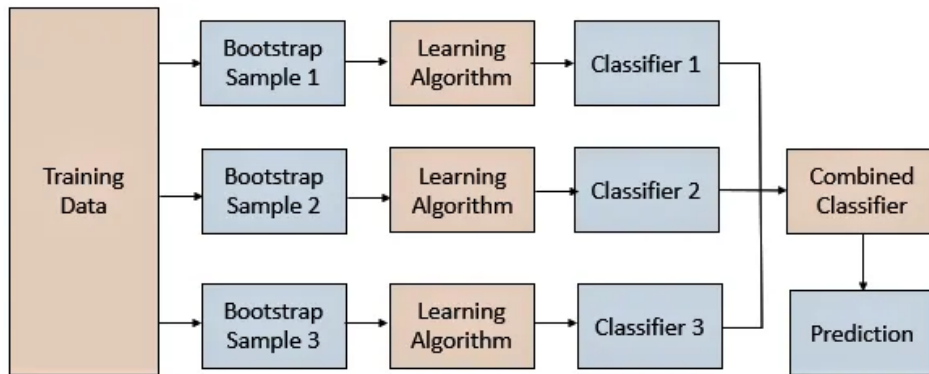 Training
Data
Bootstrap
Sample 1
Learning
Algorithm
Classifier 1
Bootstrap
Sample 2
Learning
Algorithm
Classifier 2
Combined
Classifier
Bootstrap
Sample 3
Learning
Algorithm
Classifier 3
Prediction